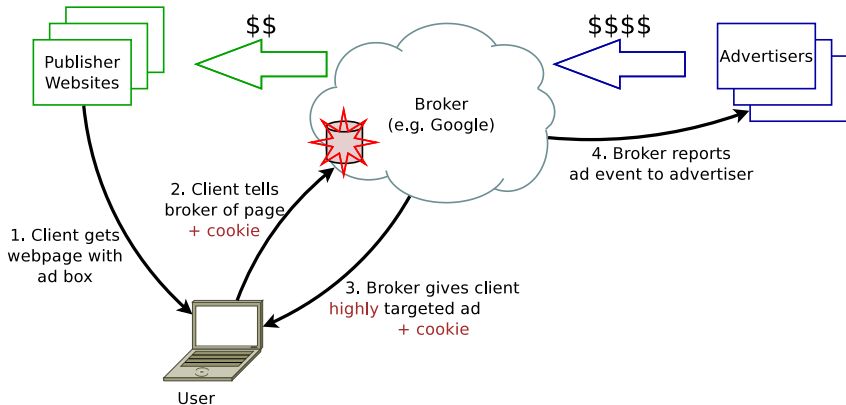 $$
$$$$
Publisher
Websites
Broker
(e.g. Google)
Advertisers
1. Client gets
webpage with
ad box
2. Client tells
broker of page
+ cookie
3. Broker gives client
highly targeted ad
+ cookie
4. Broker reports
ad event to advertiser
User